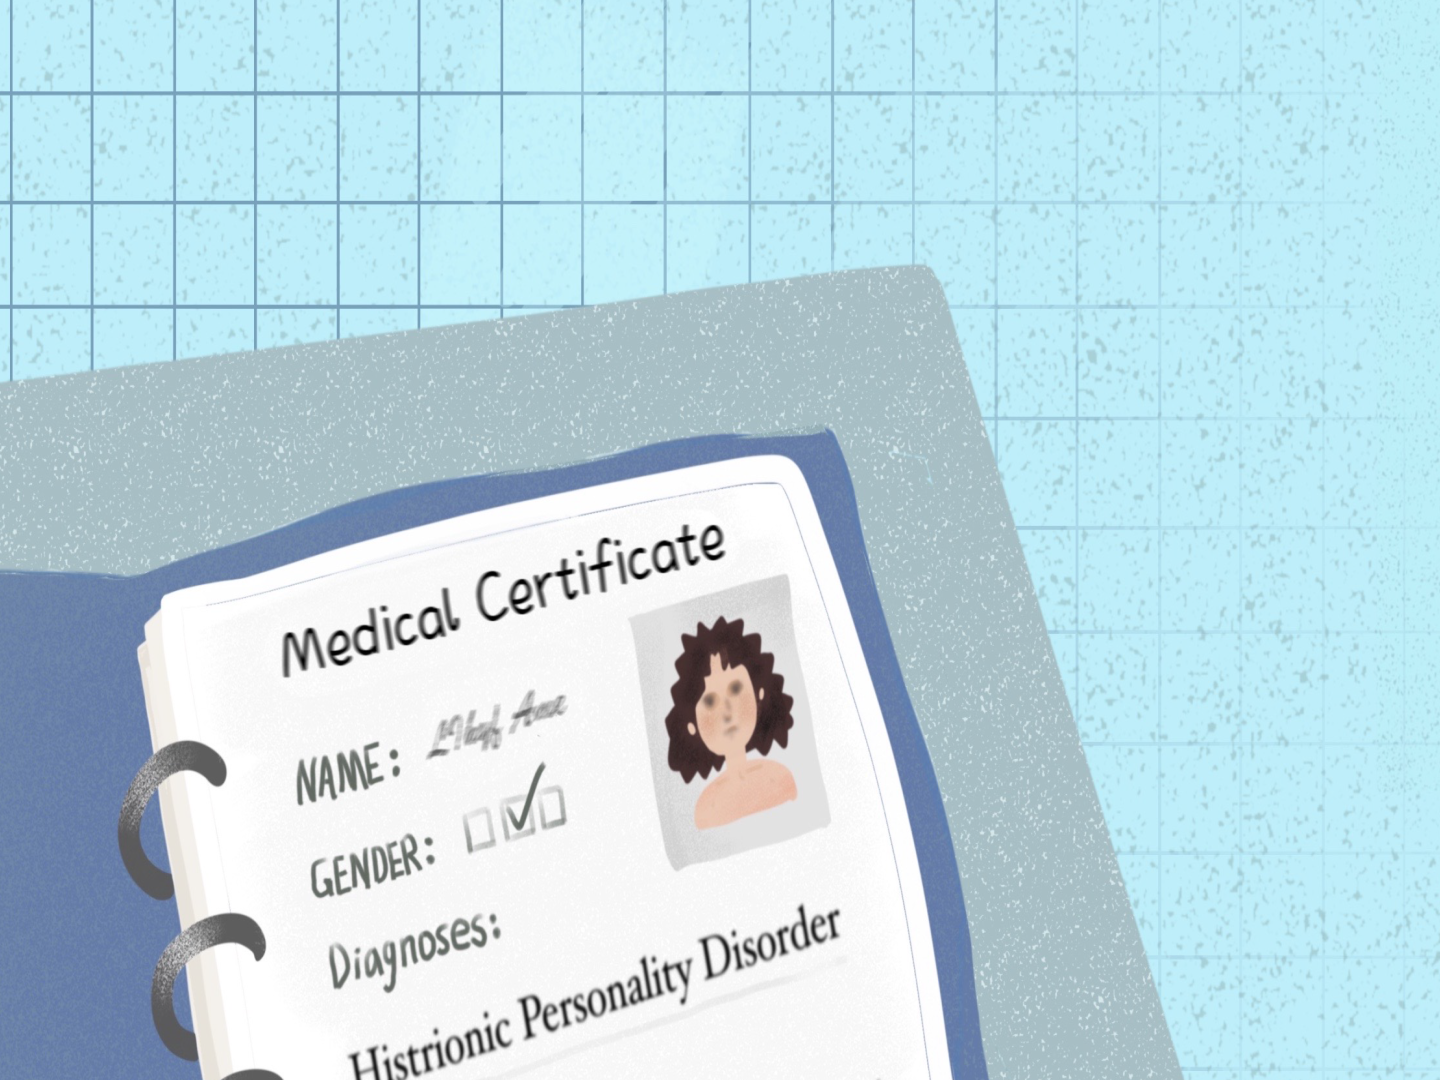 Medical Certificate
NAME:
GENDER:
Diagnoses:
Histrionic Personality Disorder